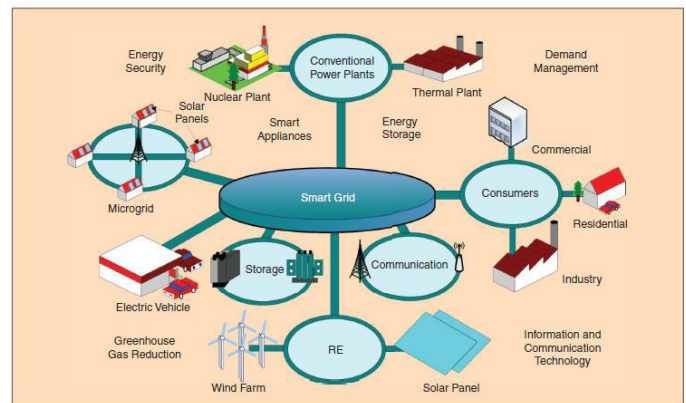 Energy
Security
Nuclear Plant
Conventional
Power Plants
Thermal Plant
Demand
Management
Solar
Panels
Smart
Appliances
Energy
Storage
Commercial
Microgrid
Smart Grid
Consumers
Residential
Electric Vehicle
Storage
Communication
Industry
Greenhouse
Gas Reduction
RE
Information and
Communication
Technology
Wind Farm
Solar Panel